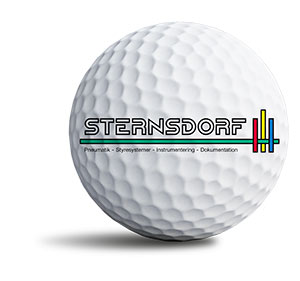 STERNSDORF
Pneumatik - Styresystemer - Instrumentering - Dokumentation